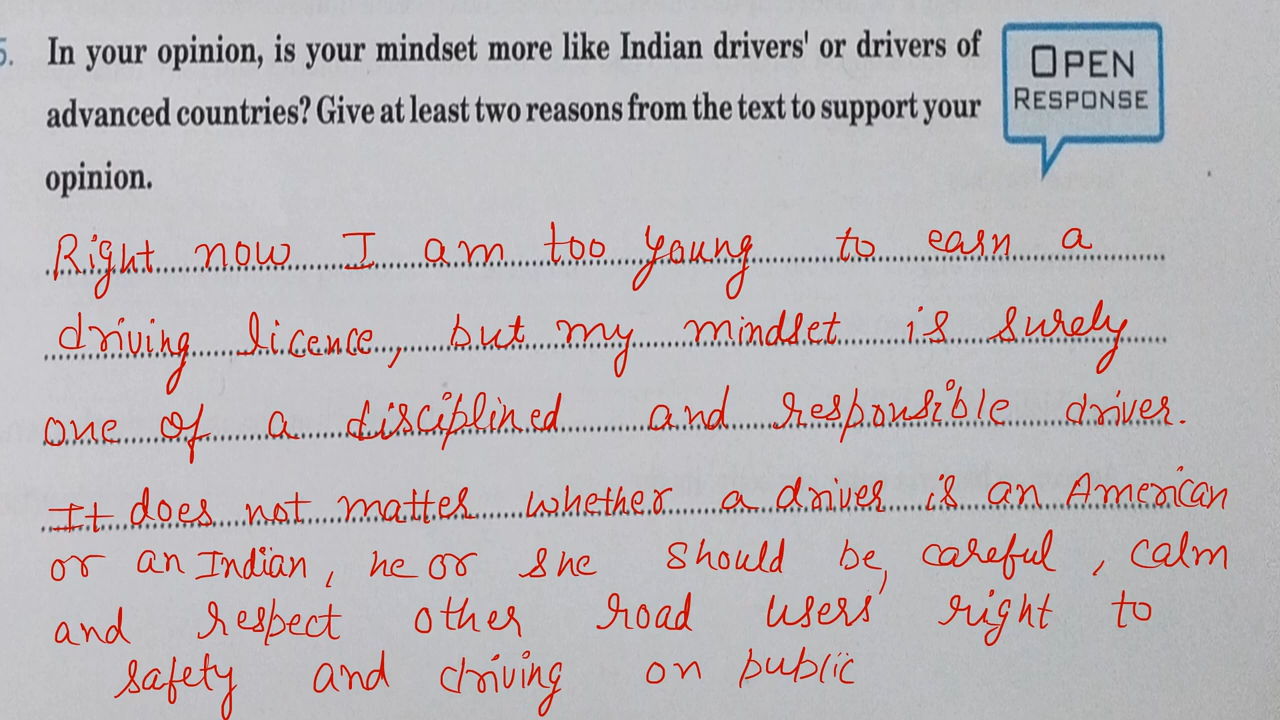 5. In your opinion, is your mindset more like Indian drivers' or drivers of
advanced countries? Give at least two reasons from the text to support your
opinion.
OPEN
RESPONSE
Right now I am too young to earn a
driving licence, but my mindset is surely
one of a disciplined and responsible driver.
It does not matter whether a driver is an American
or an Indian, he or she should be careful, calm
and respect other road users' right to
safety and driving on public